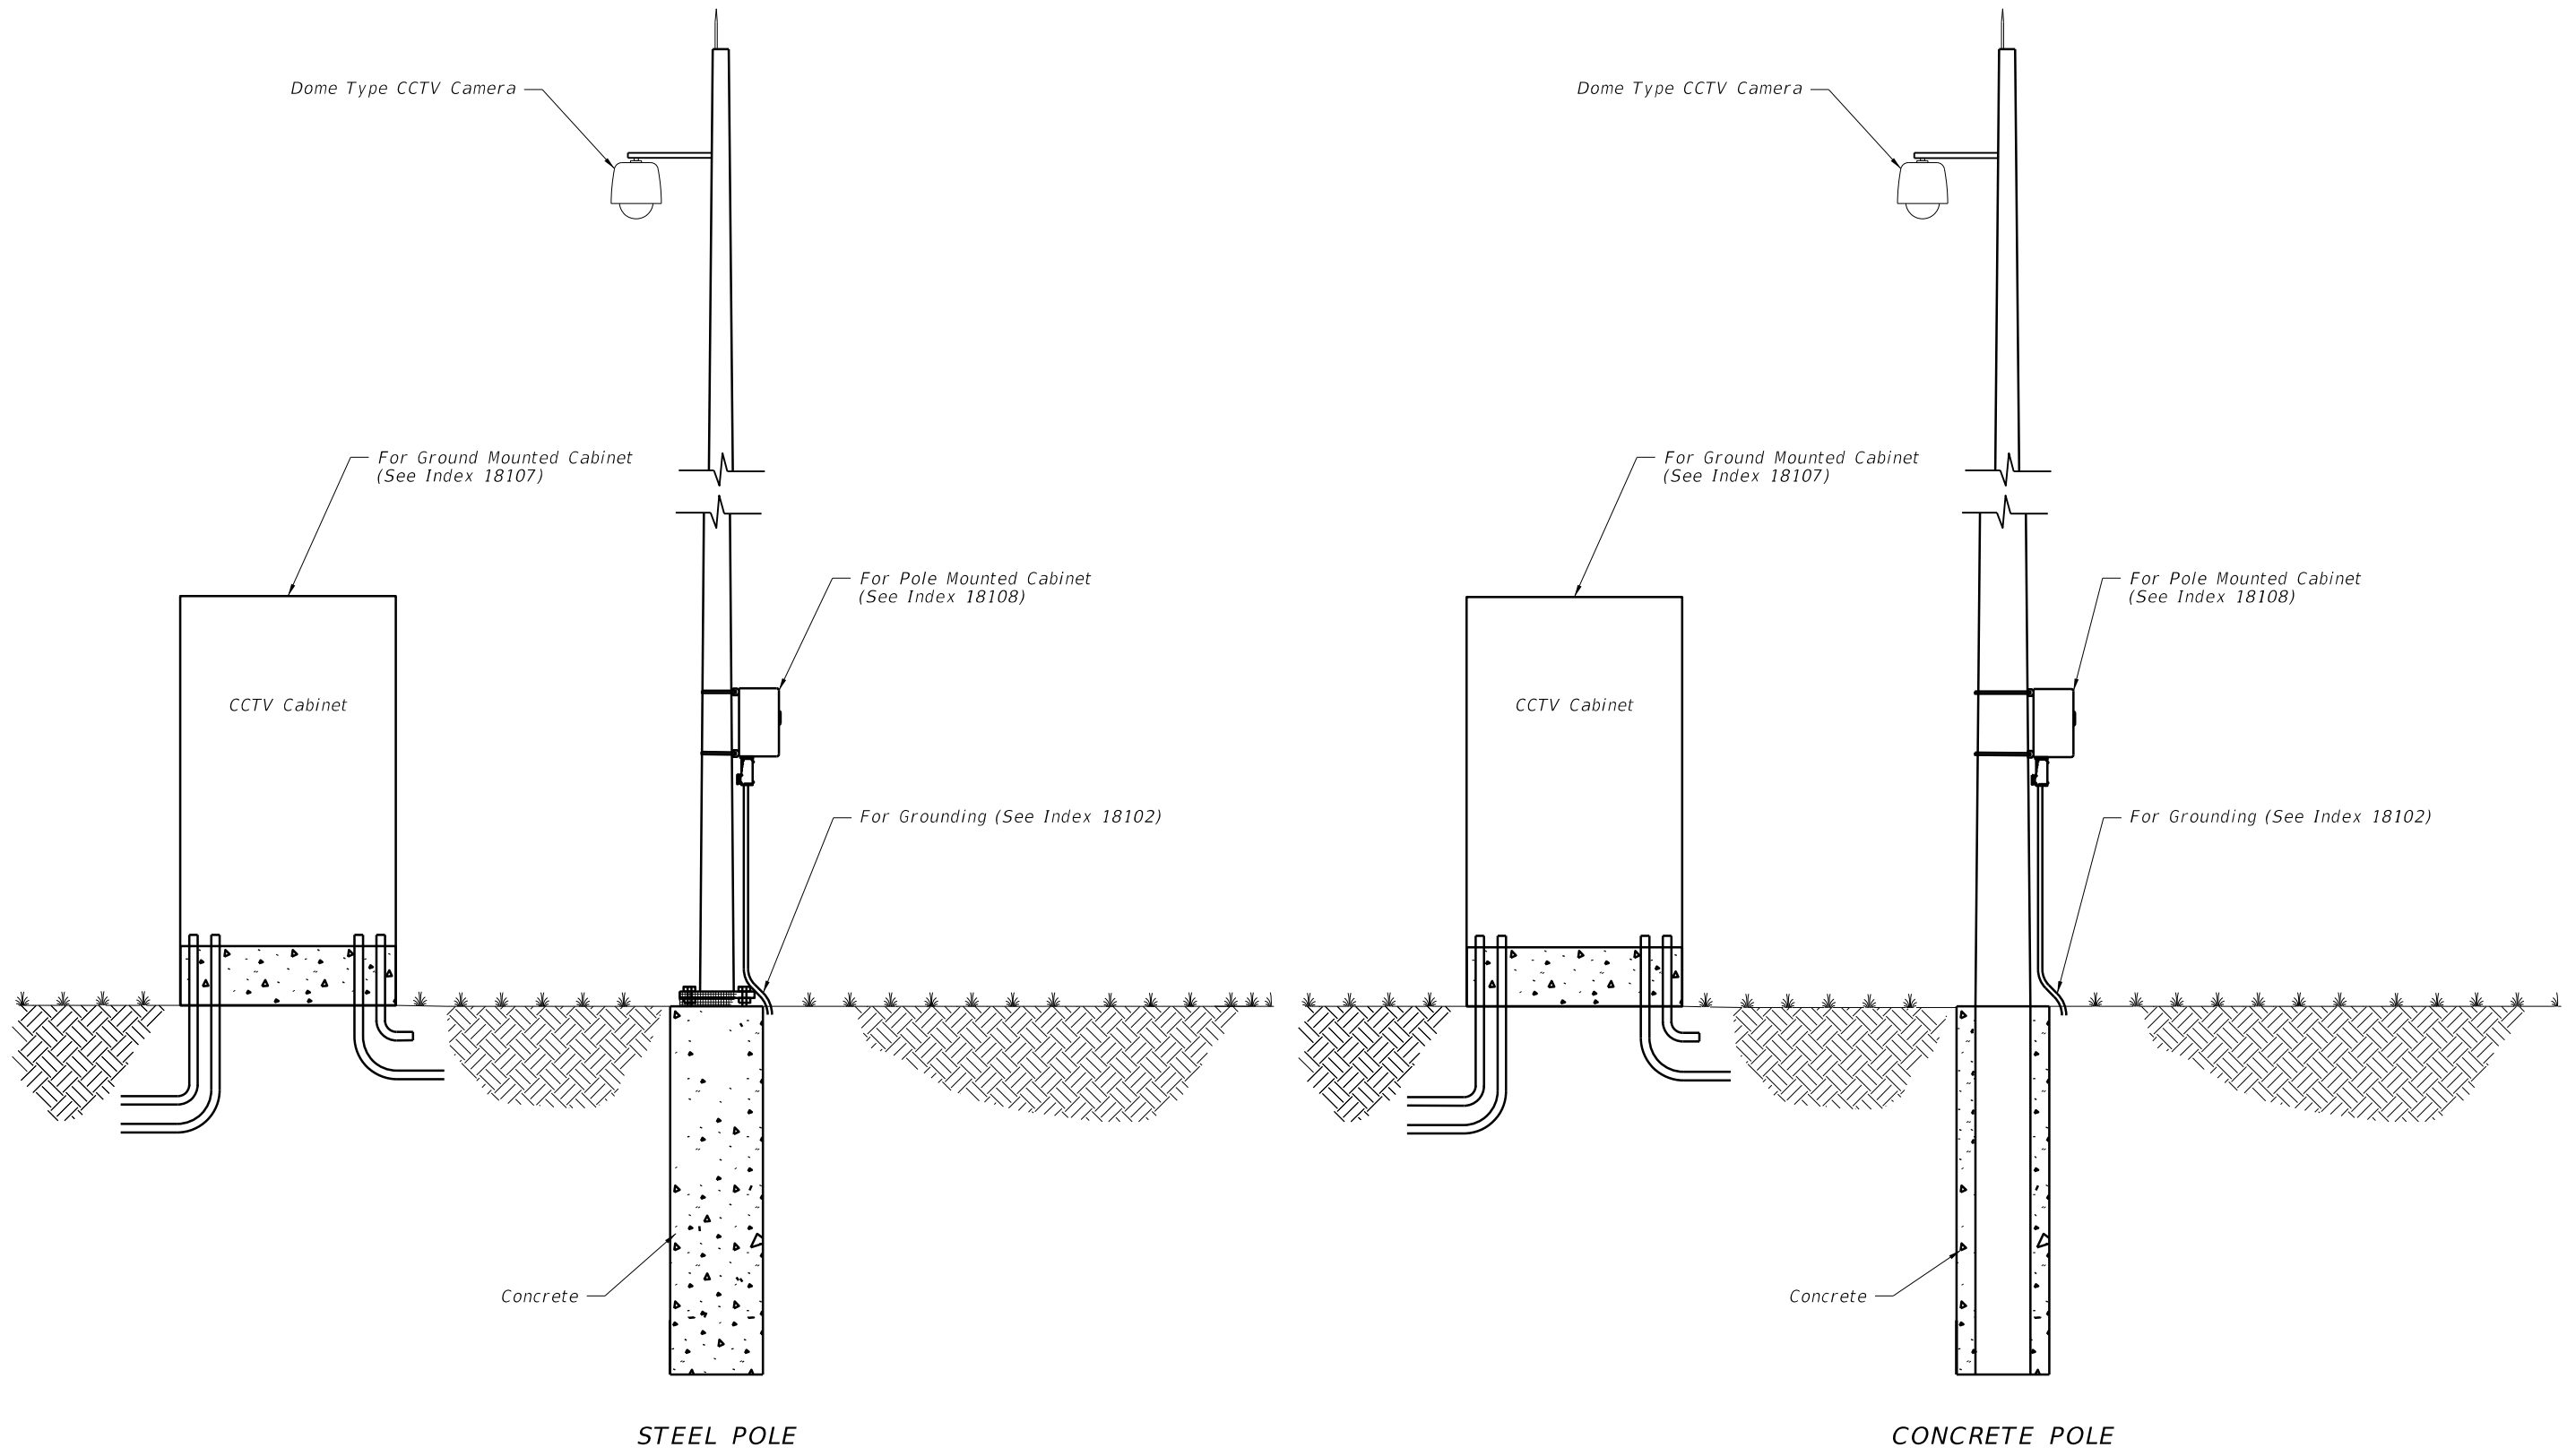 Dome Type CCTV Camera
For Ground Mounted Cabinet
(See Index 18107)
For Pole Mounted Cabinet
(See Index 18108)
CCTV Cabinet
For Grounding (See Index 18102)
Concrete
STEEL POLE
Dome Type CCTV Camera
For Ground Mounted Cabinet
(See Index 18107)
For Pole Mounted Cabinet
(See Index 18108)
CCTV Cabinet
For Grounding (See Index 18102)
Concrete
CONCRETE POLE